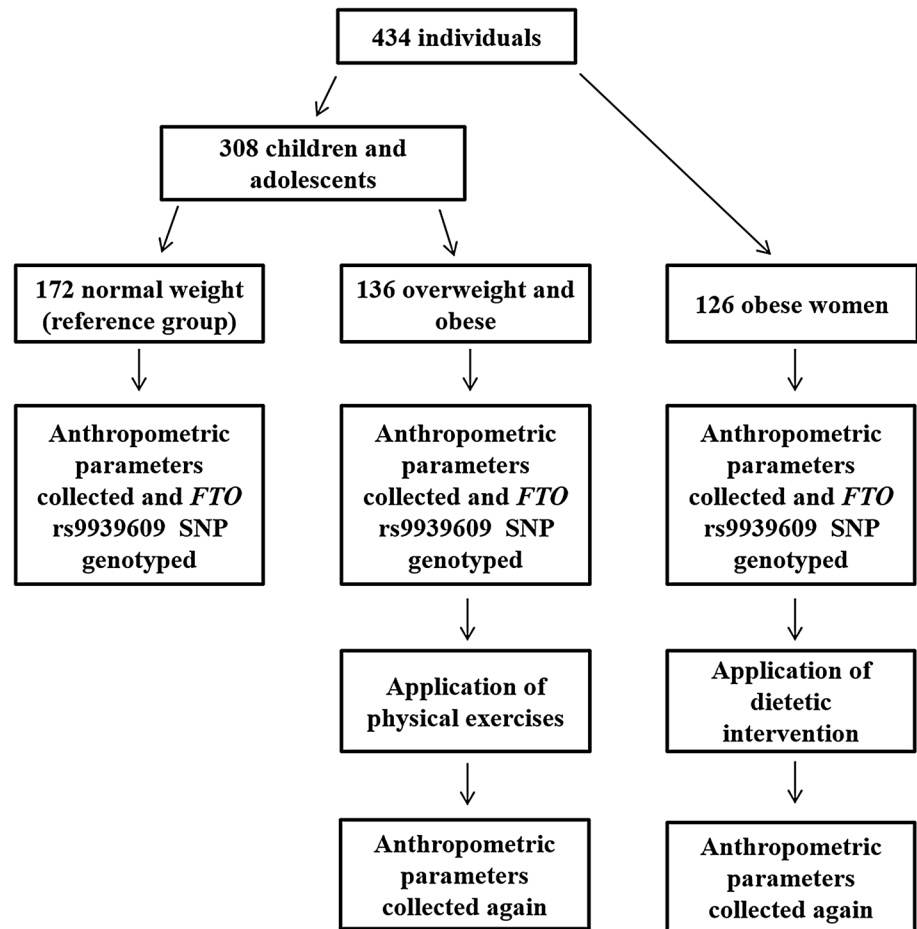 434 individuals
308 children and
adolescents
172 normal weight
(reference group)
136 overweight and
obese
126 obese women
Anthropometric
parameters
collected and FTO
rs9939609 SNP
genotyped
Anthropometric
parameters
collected and FTO
rs9939609 SNP
genotyped
Anthropometric
parameters
collected and FTO
rs9939609 SNP
genotyped
Application of
physical exercises
Application of
dietetic
intervention
Anthropometric
parameters
collected again
Anthropometric
parameters
collected again